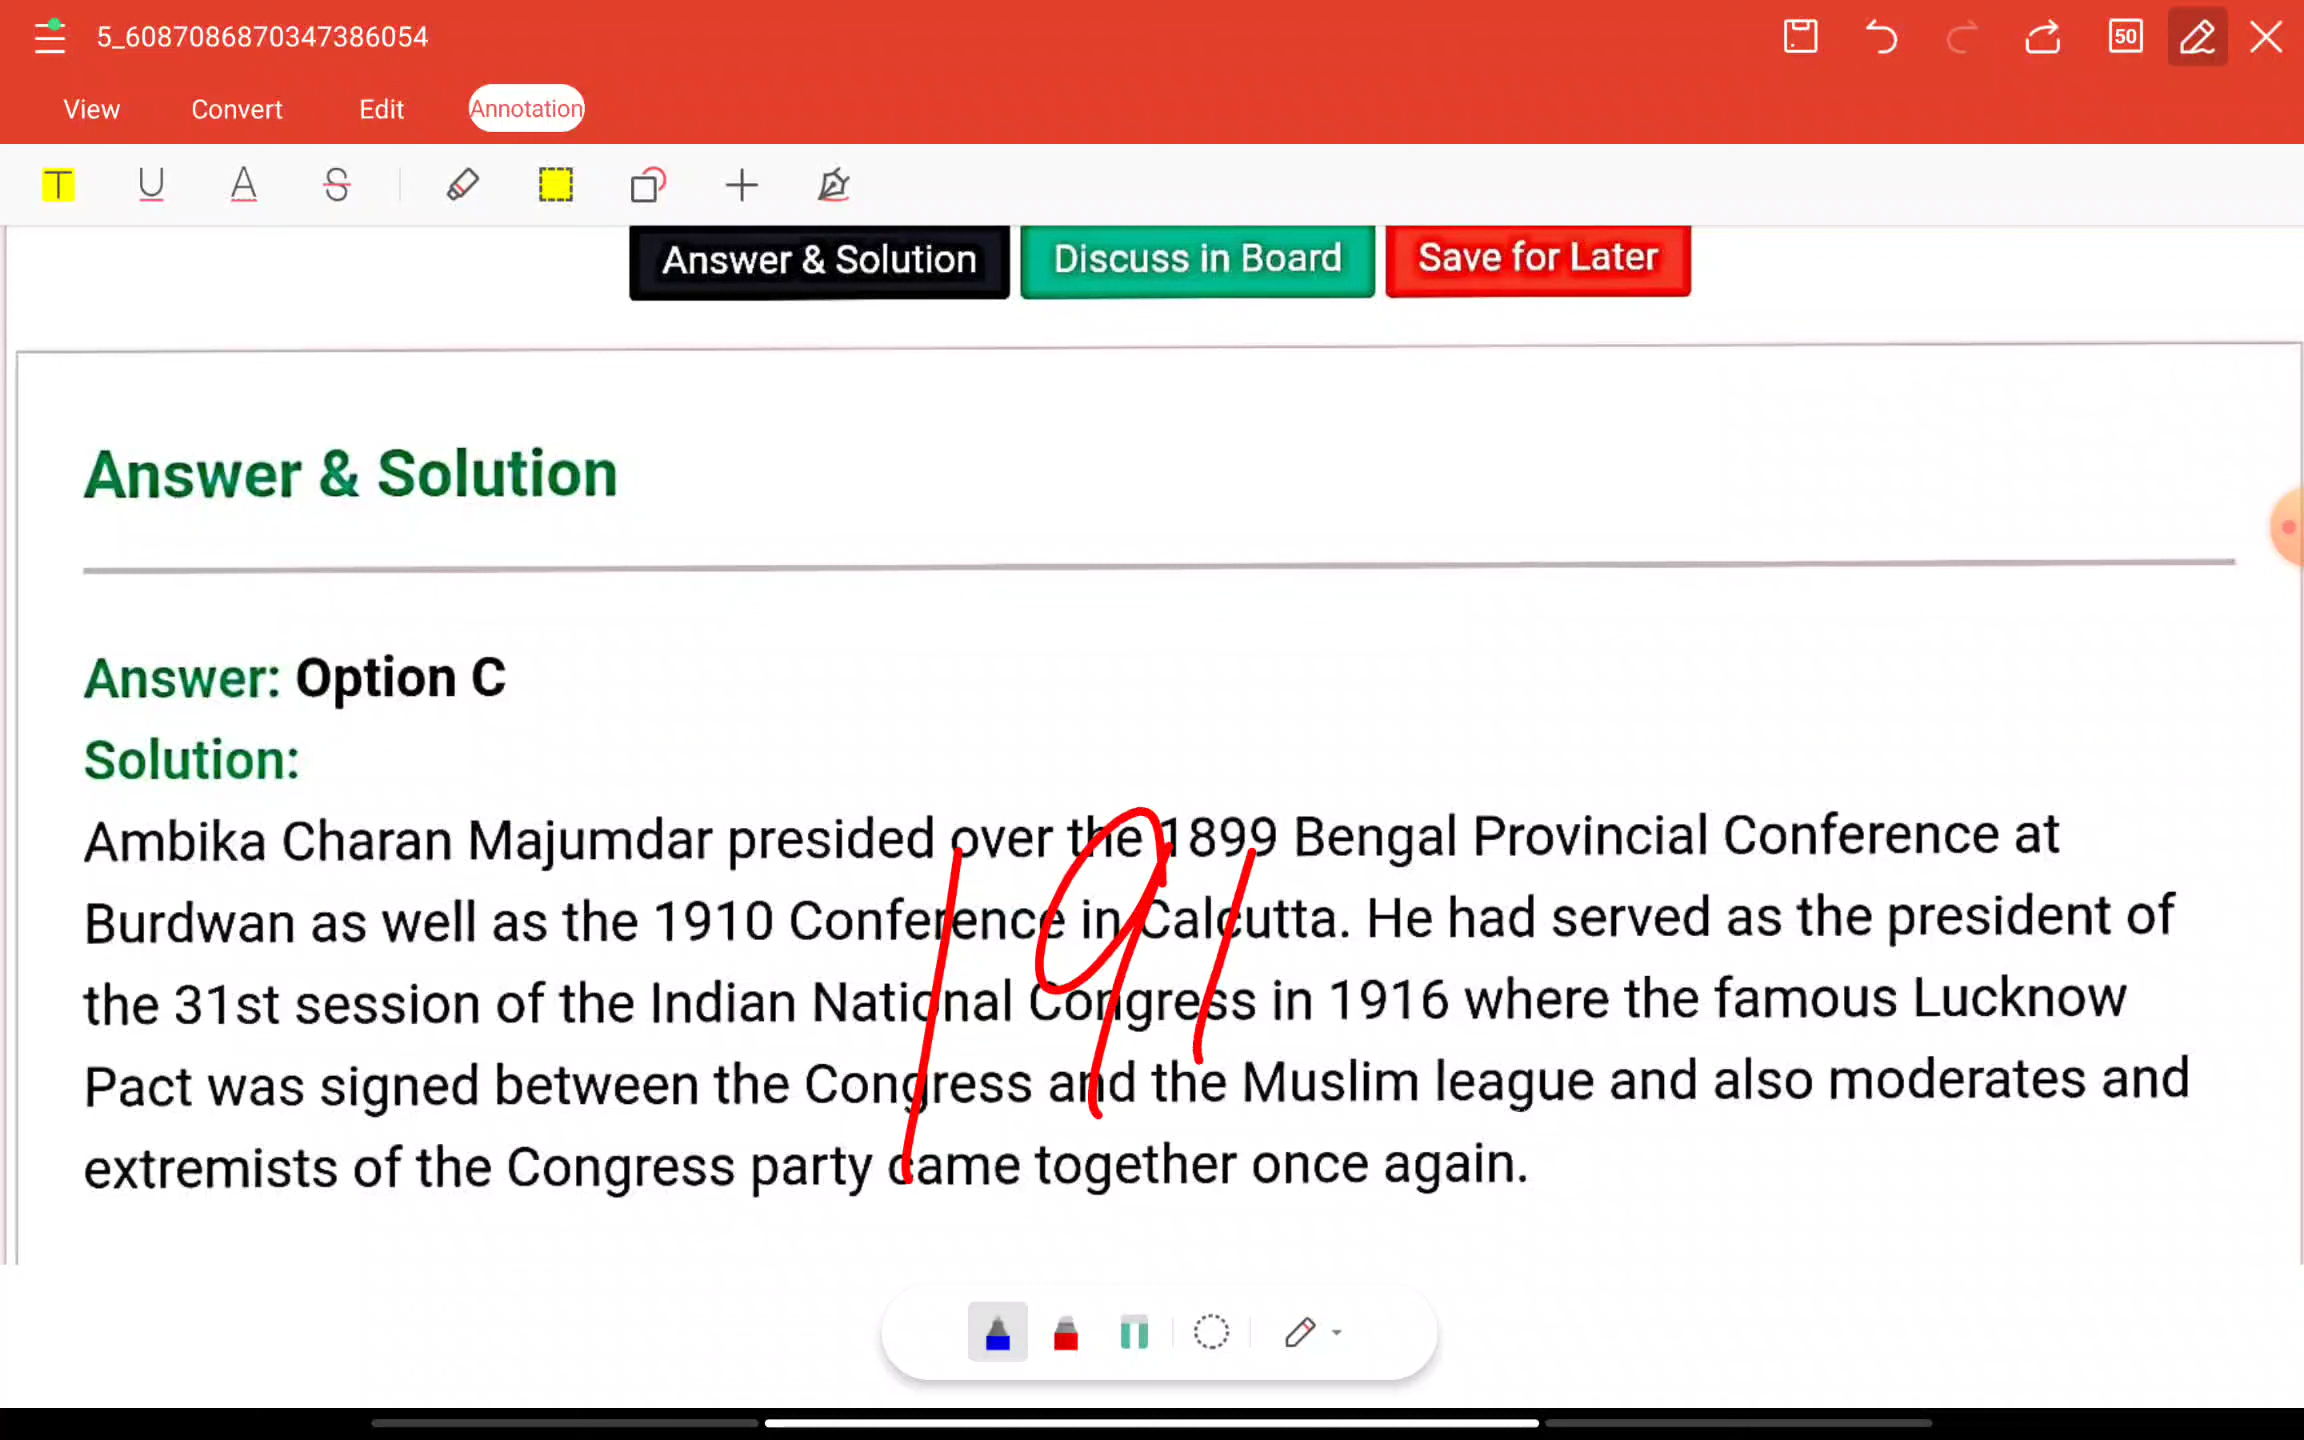 5_6087086870347386054
50
View Convert Edit Annotation
T U A S
Answer & Solution Discuss in Board Save for Later
Answer & Solution
Answer: Option C
Solution:
Ambika Charan Majumdar presided over the 1899 Bengal Provincial Conference at
Burdwan as well as the 1910 Conference in Calcutta. He had served as the president of
the 31st session of the Indian National Congress in 1916 where the famous Lucknow
Pact was signed between the Congress and the Muslim league and also moderates and
extremists of the Congress party came together once again.
191